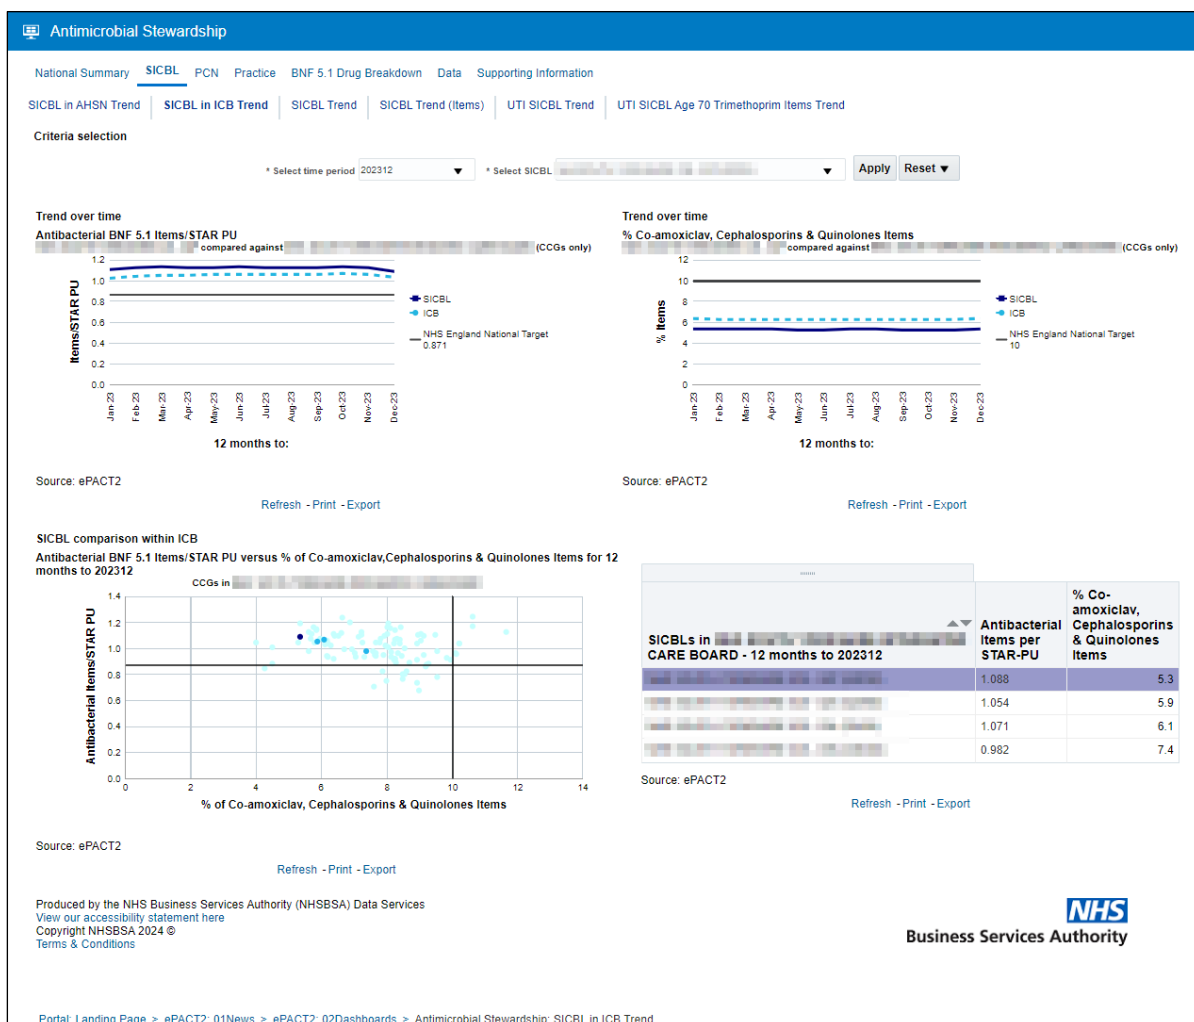 Antimicrobial Stewardship
National Summary SICBL PCN Practice BNF 5.1 Drug Breakdown Data Supporting Information
SICBL in AHSN Trend SICBL in ICB Trend SICBL Trend SICBL Trend (Items) UTI SICBL Trend UTI SICBL Age 70 Trimethoprim Items Trend
Criteria selection
* Select time period 202312 * Select SICBL Apply Reset
Trend over time
Antibacterial BNF 5.1 Items/STAR PU
compared against (CCGs only)
Items/STAR PU
1.2
1.0
0.8
0.6
0.4
0.2
0.0
Jan-23 Feb-23 Mar-23 Apr-23 May-23 Jun-23 Jul-23 Aug-23 Sep-23 Oct-23 Nov-23 Dec-23
12 months to:
SICBL
ICB
NHS England National Target
0.871
Source: ePACT2
Refresh - Print - Export
Trend over time
% Co-amoxiclav, Cephalosporins & Quinolones Items
compared against (CCGs only)
% Items
12
10
8
6
4
2
0
Jan-23 Feb-23 Mar-23 Apr-23 May-23 Jun-23 Jul-23 Aug-23 Sep-23 Oct-23 Nov-23 Dec-23
12 months to:
SICBL
ICB
NHS England National Target
10
Source: ePACT2
Refresh - Print - Export
SICBL comparison within ICB
Antibacterial BNF 5.1 Items/STAR PU versus % of Co-amoxiclav,Cephalosporins & Quinolones Items for 12
months to 202312
CCGs in
Antibacterial Items/STAR PU
1.4
1.2
1.0
0.8
0.6
0.4
0.2
0.0
0 2 4 6 8 10 12 14
% of Co-amoxiclav, Cephalosporins & Quinolones Items
Source: ePACT2
Refresh - Print - Export
SICBLs in
CARE BOARD - 12 months to 202312
Antibacterial
Items per
STAR-PU
% Co-
amoxiclav,
Cephalosporins
& Quinolones
Items
1.088 5.3
1.054 5.9
1.071 6.1
0.982 7.4
Source: ePACT2
Refresh - Print - Export
Produced by the NHS Business Services Authority (NHSBSA) Data Services
View our accessibility statement here
Copyright NHSBSA 2024 ©
Terms & Conditions
NHS
Business Services Authority
Portal: Landing Page > ePACT2: 01News > ePACT2: 02Dashboards > Antimicrobial Stewardship: SICBL in ICB Trend